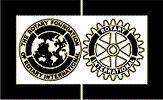 THE ROTARY FOUNDATION
OF ROTARY INTERNATIONAL
ROTARY
INTERNATIONAL